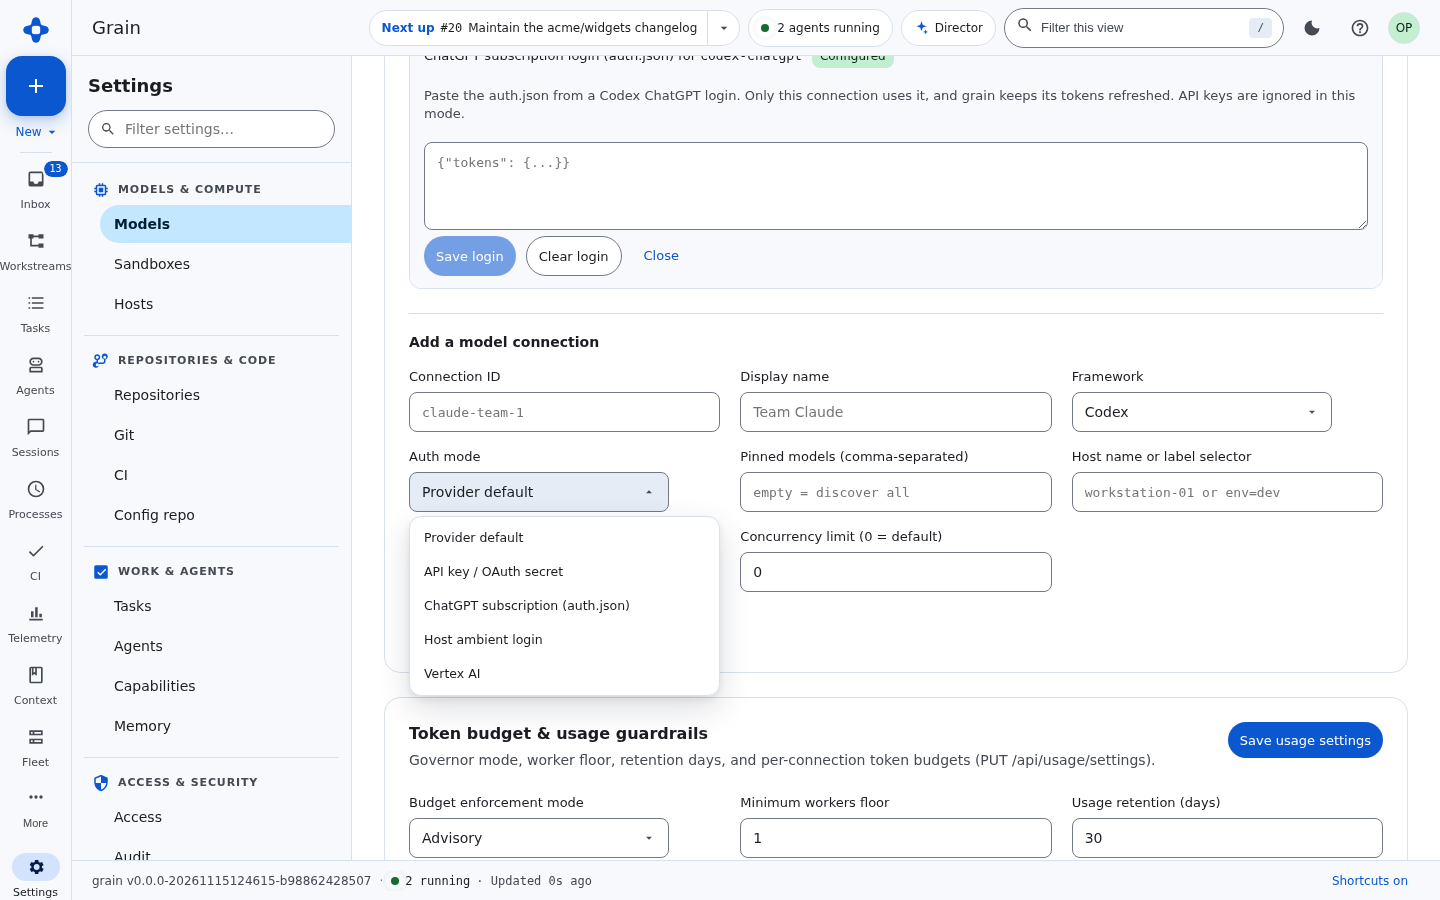 Grain
Next up #20 Maintain the acme/widgets changelog
2 agents running
Director
Filter this view
/
OP
New
13
Inbox
Workstreams
Tasks
Agents
Sessions
Processes
CI
Telemetry
Context
Fleet
More
Settings
Settings
Filter settings...
MODELS & COMPUTE
Models
Sandboxes
Hosts
REPOSITORIES & CODE
Repositories
Git
CI
Config repo
WORK & AGENTS
Tasks
Agents
Capabilities
Memory
ACCESS & SECURITY
Access
Audit
ChatGPT subscription login (auth.json) for codex-chatgpt Configured
Paste the auth.json from a Codex ChatGPT login. Only this connection uses it, and grain keeps its tokens refreshed. API keys are ignored in this
mode.
{"tokens": {...}}
Save login
Clear login
Close
Add a model connection
Connection ID
claude-team-1
Display name
Team Claude
Framework
Codex
Auth mode
Provider default
Pinned models (comma-separated)
empty = discover all
Host name or label selector
workstation-01 or env=dev
Provider default
API key / OAuth secret
ChatGPT subscription (auth.json)
Host ambient login
Vertex AI
Concurrency limit (0 = default)
0
Token budget & usage guardrails
Governor mode, worker floor, retention days, and per-connection token budgets (PUT /api/usage/settings).
Save usage settings
Budget enforcement mode
Advisory
Minimum workers floor
1
Usage retention (days)
30
grain v0.0.0-20261115124615-b98862428507 · 2 running · Updated 0s ago
Shortcuts on